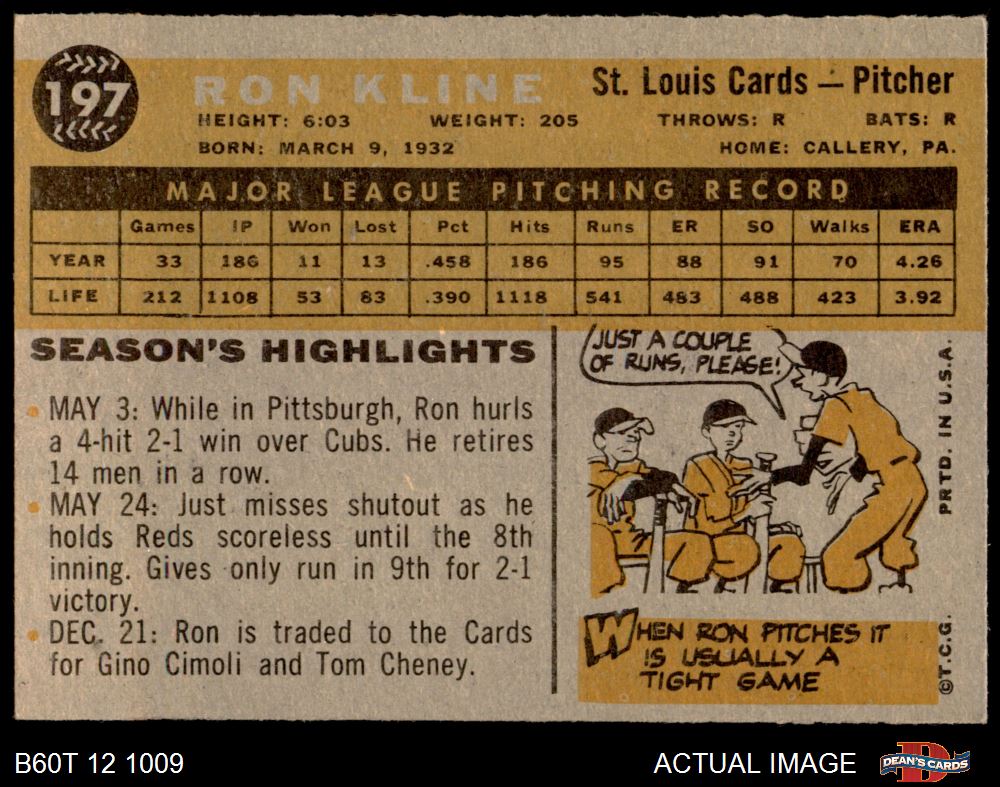 197
RON KLINE
St. Louis Cards — Pitcher
HEIGHT: 6:03 WEIGHT: 205 THROWS: R BATS: R
BORN: MARCH 9, 1932 HOME: CALLERY, PA.
MAJOR LEAGUE PITCHING RECORD
Games IP Won Lost Pct Hits Runs ER SO Walks ERA
YEAR 33 186 11 13 .458 186 95 88 91 70 4.26
LIFE 212 1108 53 83 .390 1118 541 483 488 423 3.92
SEASON'S HIGHLIGHTS
• MAY 3: While in Pittsburgh, Ron hurls
a 4-hit 2-1 win over Cubs. He retires
14 men in a row.
• MAY 24: Just misses shutout as he
holds Reds scoreless until the 8th
inning. Gives only run in 9th for 2-1
victory.
• DEC. 21: Ron is traded to the Cards
for Gino Cimoli and Tom Cheney.
JUST A COUPLE
OF RUNS, PLEASE!
WHEN RON PITCHES IT
IS USUALLY A
TIGHT GAME
PRTD. IN U.S.A.
©T.C.G.
B60T 12 1009
ACTUAL IMAGE
DEAN'S CARDS